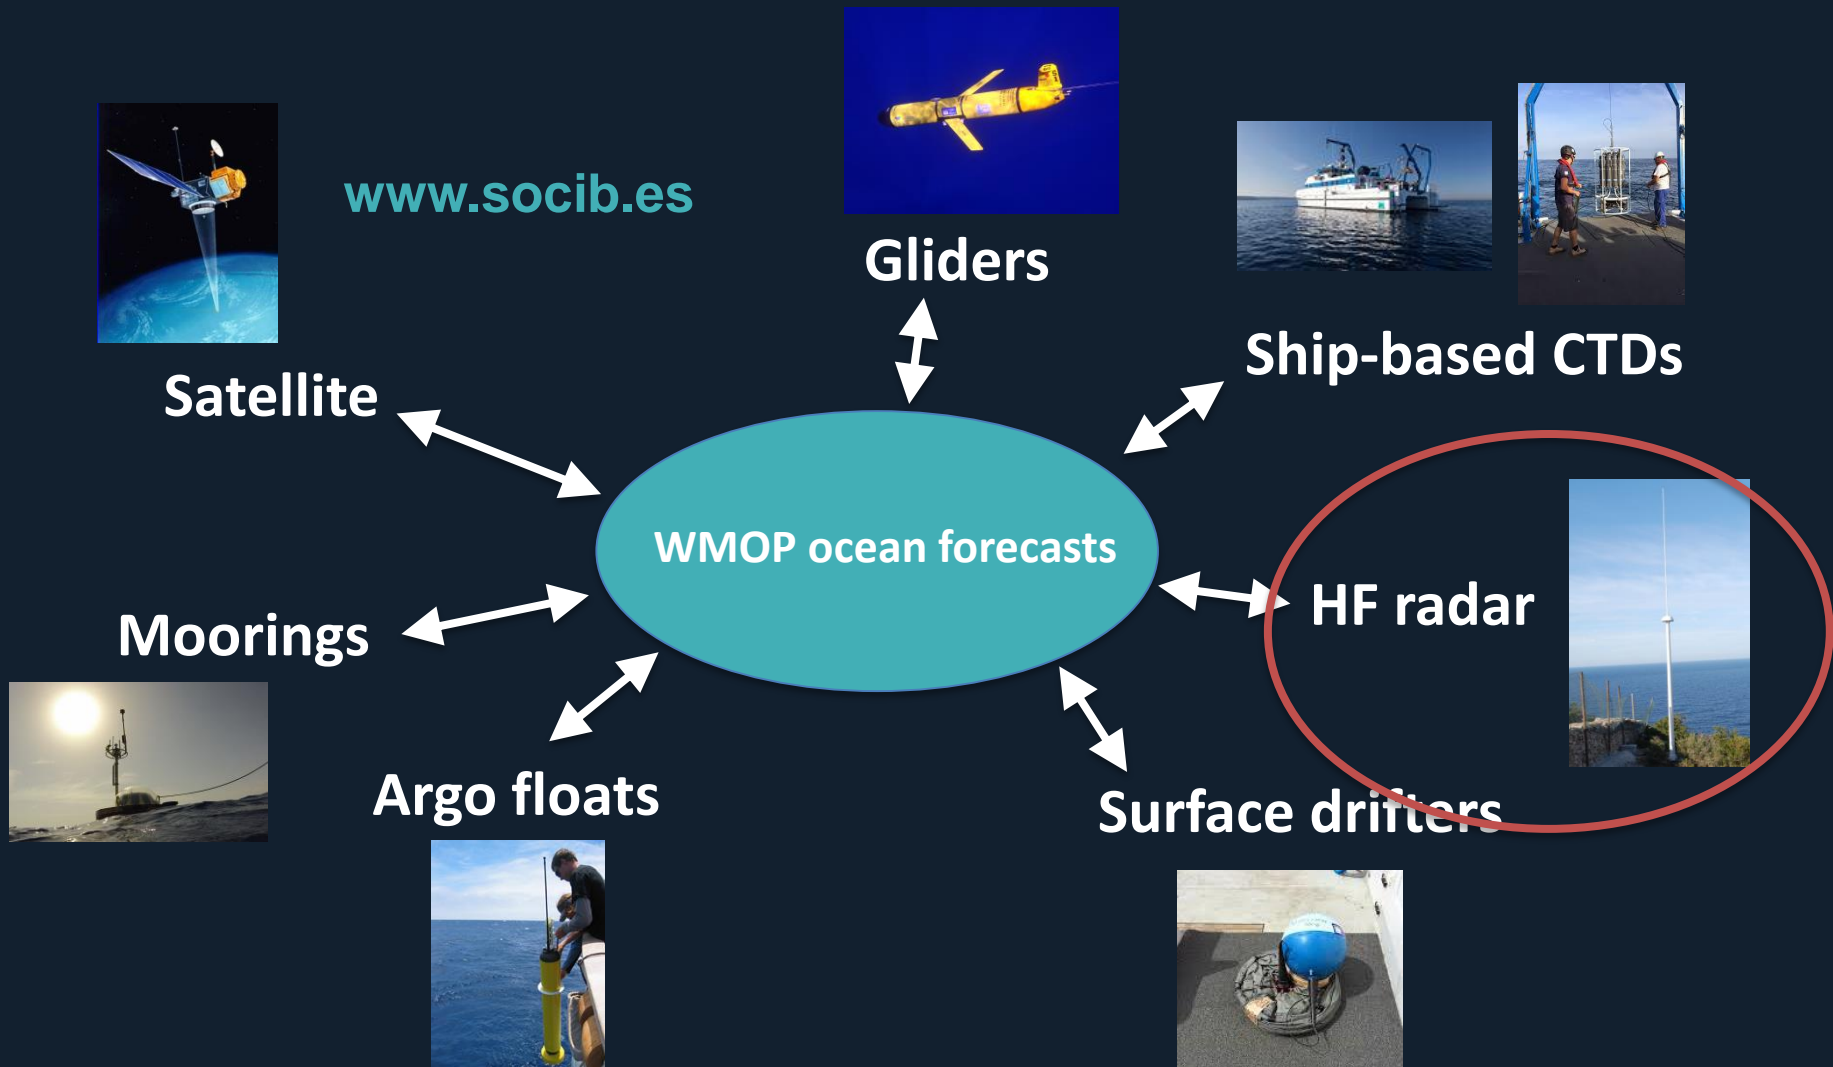 www.socib.es
Gliders
Ship-based CTDs
Satellite
WMOP ocean forecasts
HF radar
Moorings
Argo floats
Surface drifters